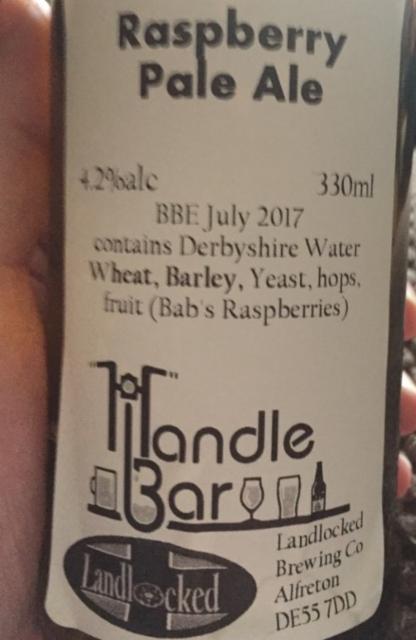 Raspberry
Pale Ale
4.2%alc 330ml
BBE July 2017
contains Derbyshire Water
Wheat, Barley, Yeast, hops,
fruit (Bab's Raspberries)
"Handle"
Bar
Landlocked
Landlocked
Brewing Co
Alfreton
DE55 7DD